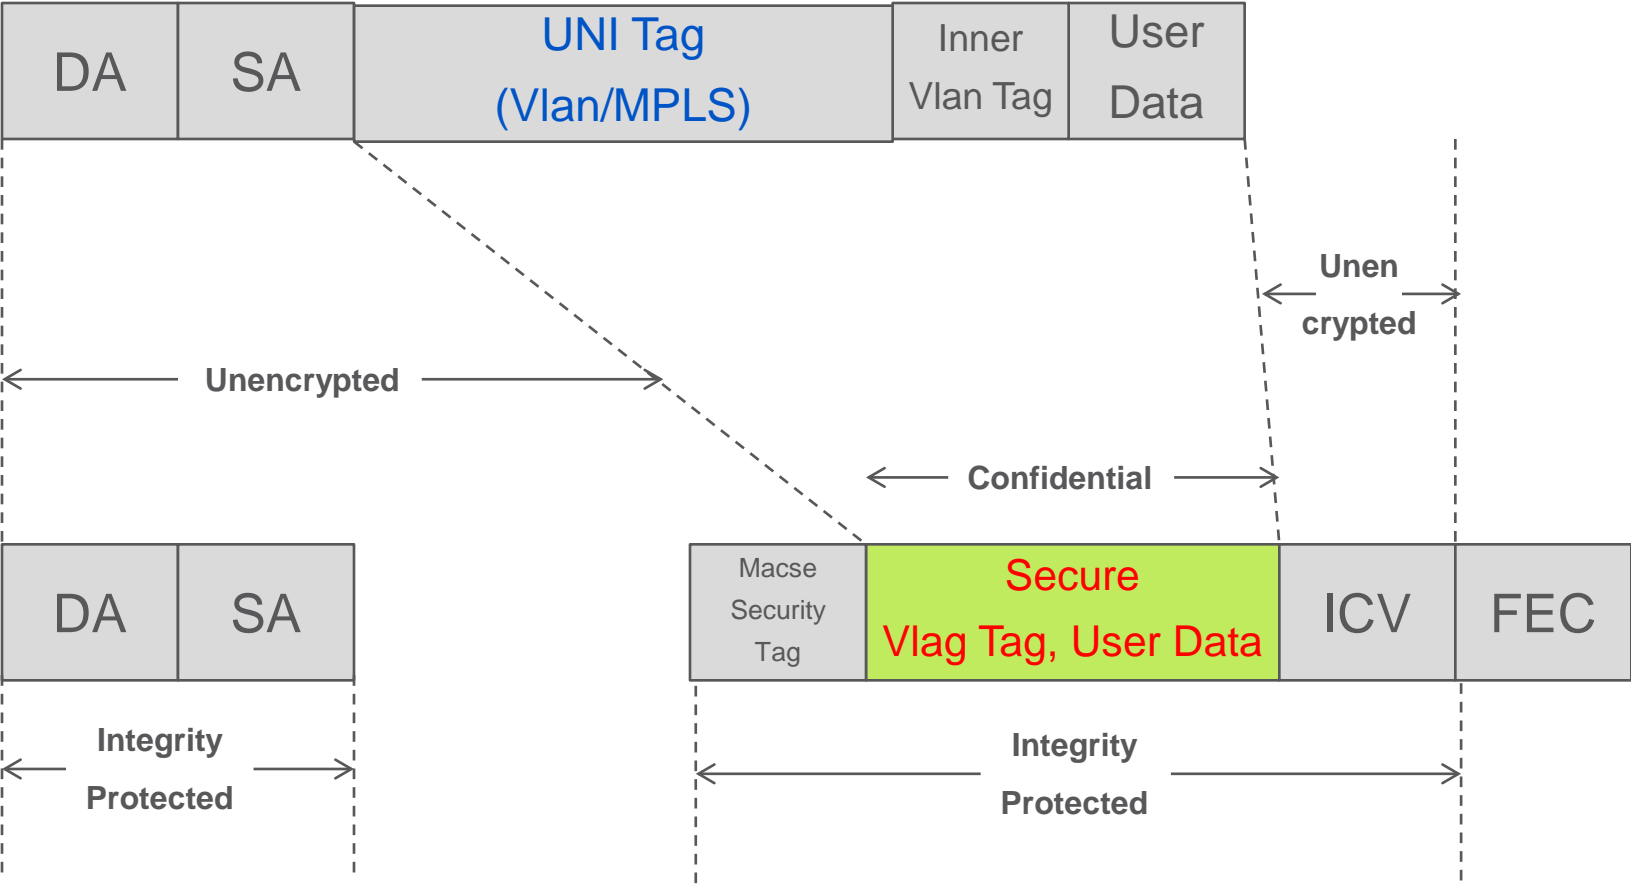 DA
SA
UNI Tag
(Vlan/MPLS)
Inner
Vlan Tag
User
Data
Unen
crypted
Unencrypted
Confidential
DA
SA
Macse
Security
Tag
Secure
Vlag Tag, User Data
ICV
FEC
Integrity
Protected
Integrity
Protected